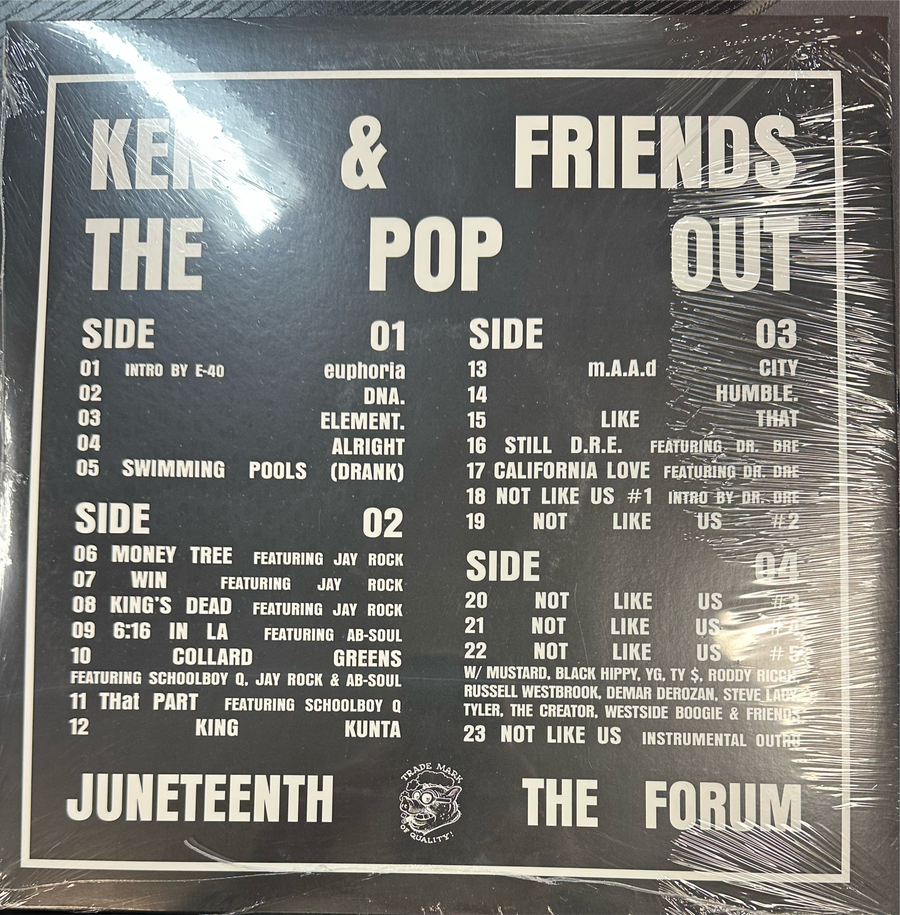 & FRIENDS
THE POP OUT
SIDE 01
01 INTRO BY E-40 euphoria
02 DNA.
03 ELEMENT.
04 ALRIGHT
05 SWIMMING POOLS (DRANK)
SIDE 02
06 MONEY TREE FEATURING JAY ROCK
07 WIN FEATURING JAY ROCK
08 KING'S DEAD FEATURING JAY ROCK
09 6:16 IN LA FEATURING AB-SOUL
10 COLLARD GREENS
FEATURING SCHOOLBOY Q, JAY ROCK & AB-SOUL
11 THat PART FEATURING SCHOOLBOY Q
12 KING KUNTA
SIDE 03
13 m.A.A.d CITY
14 HUMBLE.
15 LIKE THAT
16 STILL D.R.E. FEATURING DR. DRE
17 CALIFORNIA LOVE FEATURING DR. DRE
18 NOT LIKE US #1 INTRO BY DR. DRE
19 NOT LIKE US #2
SIDE 04
20 NOT LIKE US #3
21 NOT LIKE US
22 NOT LIKE US #5
W/ MUSTARD, BLACK HIPPY, YG, TY $, RODDY RICCH,
RUSSELL WESTBROOK, DEMAR DEROZAN, STEVE
TYLER, THE CREATOR, WESTSIDE BOOGIE & FRIENDS
23 NOT LIKE US INSTRUMENTAL OUTRO
JUNETEENTH
TRADE MARK
OF QUALITY!
THE FORUM